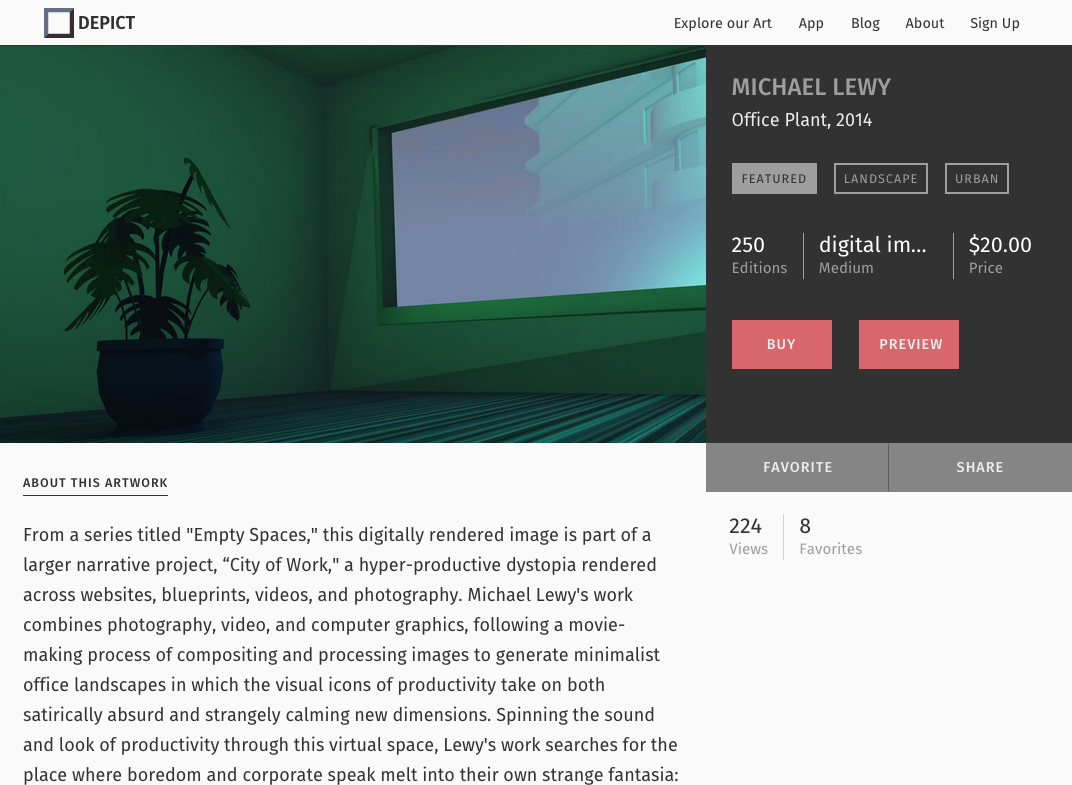 DEPICT
Explore our Art App Blog About Sign Up
MICHAEL LEWY
Office Plant, 2014
FEATURED LANDSCAPE URBAN
250 digital im...  $20.00
Editions Medium Price
BUY PREVIEW
FAVORITE SHARE
224 8
Views Favorites
ABOUT THIS ARTWORK
From a series titled "Empty Spaces," this digitally rendered image is part of a
larger narrative project, “City of Work," a hyper-productive dystopia rendered
across websites, blueprints, videos, and photography. Michael Lewy's work
combines photography, video, and computer graphics, following a movie-
making process of compositing and processing images to generate minimalist
office landscapes in which the visual icons of productivity take on both
satirically absurd and strangely calming new dimensions. Spinning the sound
and look of productivity through this virtual space, Lewy's work searches for the
place where boredom and corporate speak melt into their own strange fantasia: